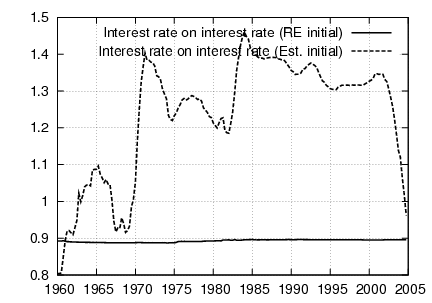 Interest rate on interest rate (RE initial)
Interest rate on interest rate (Est. initial)
1.5
1.4
1.3
1.2
1.1
1
0.9
0.8
1960 1965 1970 1975 1980 1985 1990 1995 2000 2005